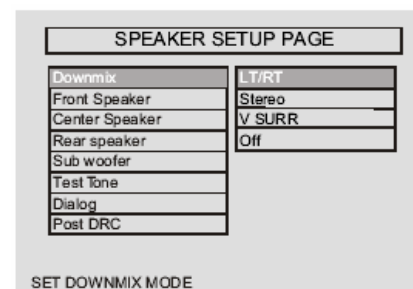 SPEAKER SETUP PAGE
Downmix
LT/RT
Front Speaker
Stereo
Center Speaker
V SURR
Rear speaker
Off
Sub woofer
Test Tone
Dialog
Post DRC
SET DOWNMIX MODE